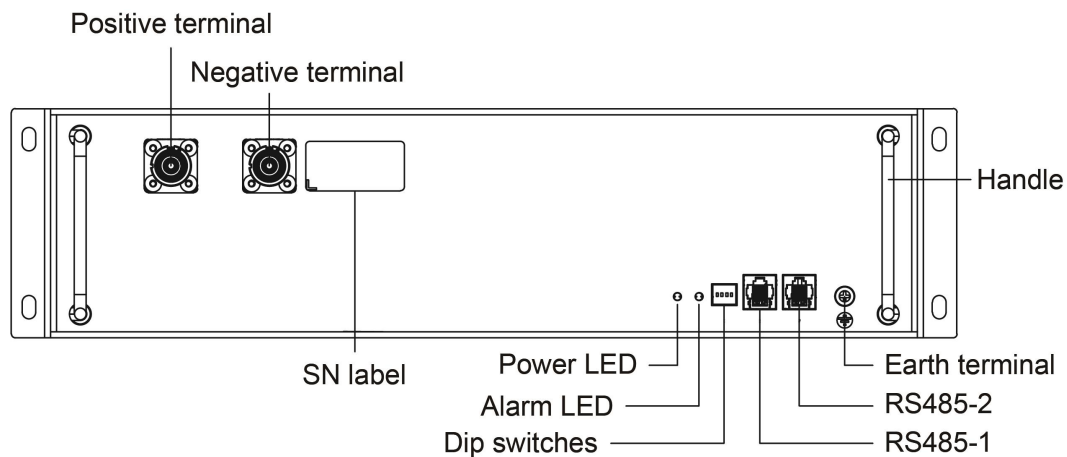 Positive terminal
Negative terminal
Handle
SN label
Power LED
Alarm LED
Dip switches
Earth terminal
RS485-2
RS485-1